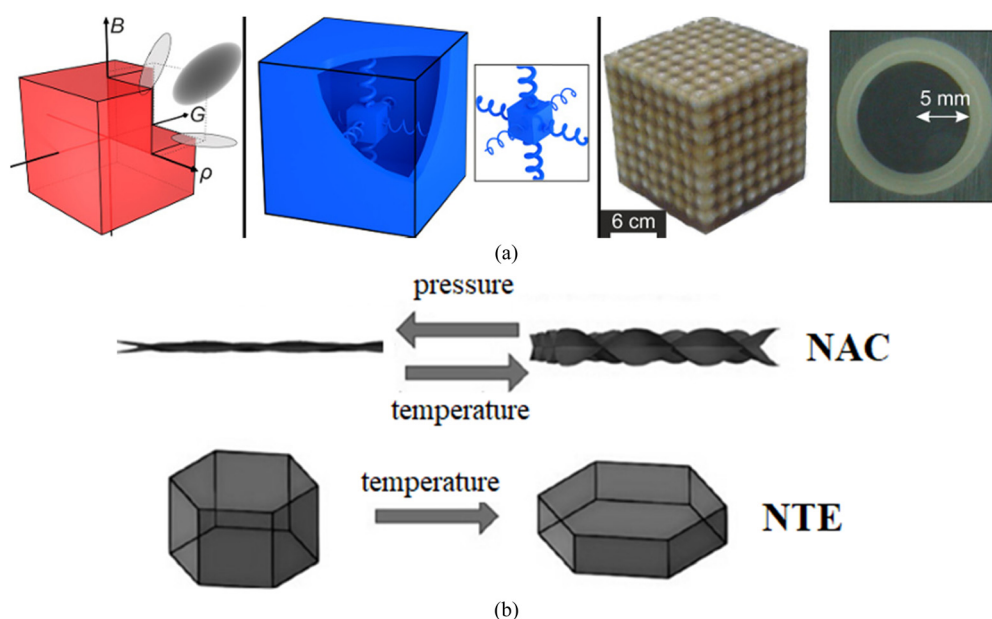 B
G
ρ
5 mm
6 cm
(a)
pressure
NAC
temperature
temperature
NTE
(b)